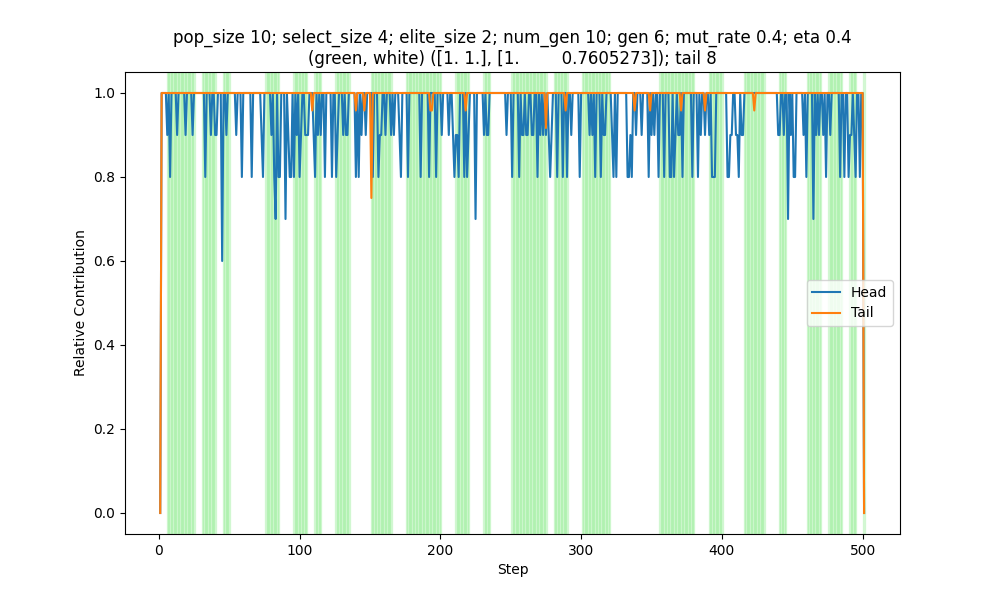 pop_size 10; select_size 4; elite_size 2; num_gen 10; gen 6; mut_rate 0.4; eta 0.4
(green, white) ([1. 1.], [1.        0.7605273]); tail 8
Relative Contribution
1.0
0.8
0.6
0.4
0.2
0.0
Head
Tail
0
100
200
300
400
500
Step